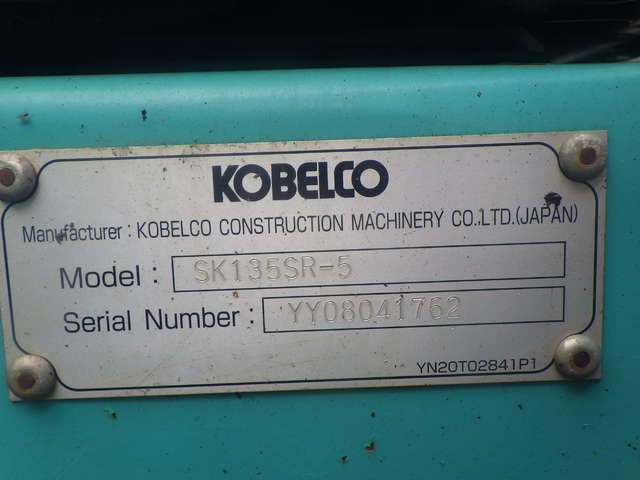 KOBELCO
Manufacturer : KOBELCO CONSTRUCTION MACHINERY CO.,LTD.(JAPAN)
Model : SK135SR-5
Serial Number : YY08041762
YN20T02841P1